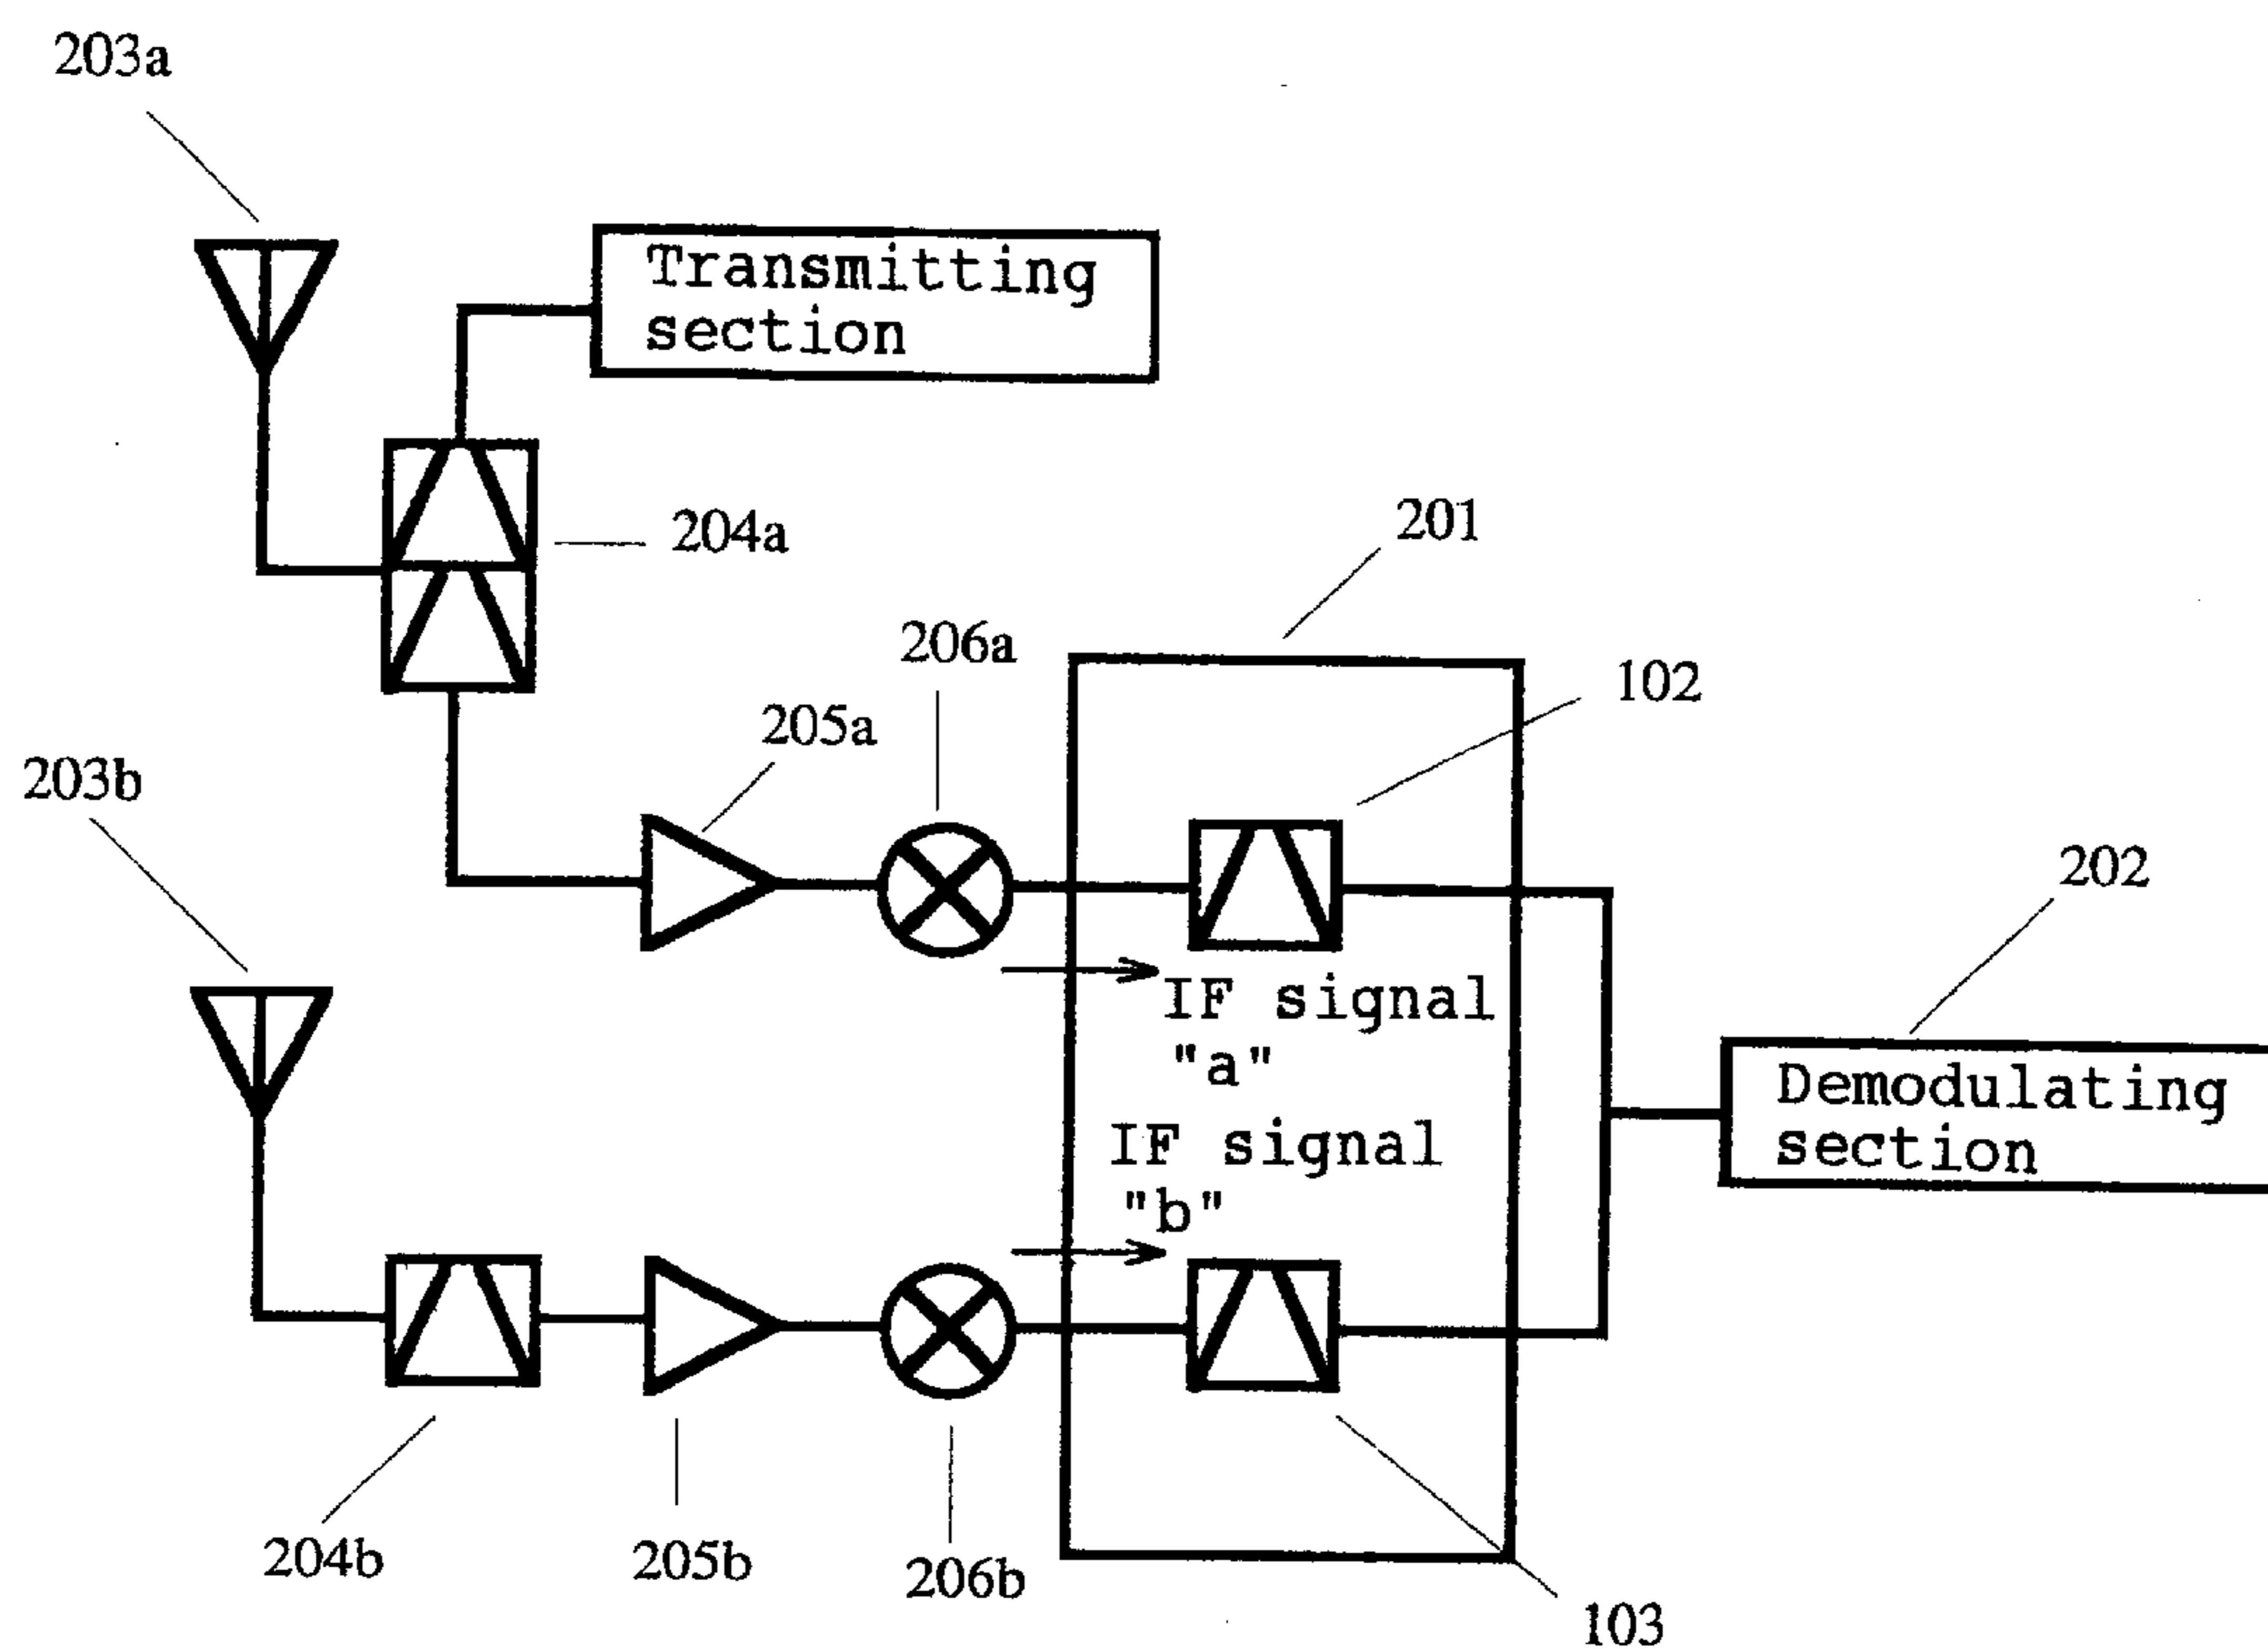 203a
Transmitting
section
204a
201
206a
102
205a
203b
202
IF signal
"a"
Demodulating
section
IF signal
"b"
204b
205b
206b
103